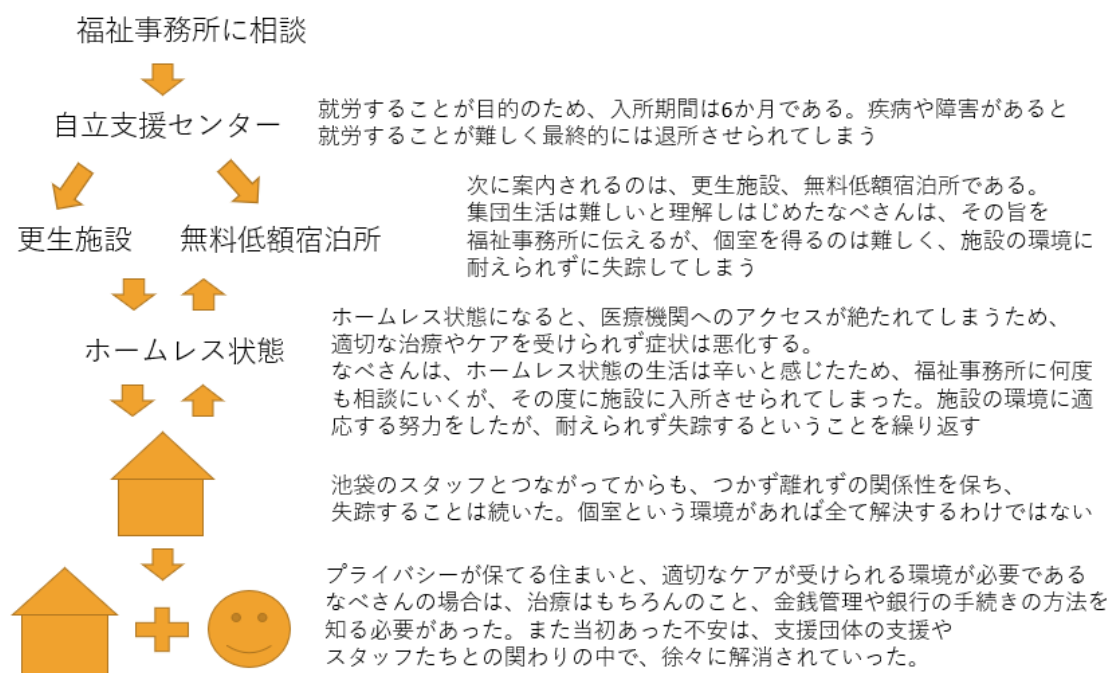 福祉事務所に相談
自立支援センター
就労することが目的のため、入所期間は6か月である。疾病や障害があると
就労することが難しく最終的には退所させられてしまう
次に案内されるのは、更生施設、無料低額宿泊所である。
集団生活は難しいと理解しはじめたなべさんは、その旨を
福祉事務所に伝えるが、個室を得るのは難しく、施設の環境に
耐えられずに失踪してしまう
更生施設
無料低額宿泊所
ホームレス状態になると、医療機関へのアクセスが絶たれてしまうため、
適切な治療やケアを受けられず症状は悪化する。
なべさんは、ホームレス状態の生活は辛いと感じたため、福祉事務所に何度
も相談にいくが、その度に施設に入所させられてしまった。施設の環境に適
応する努力をしたが、耐えられず失踪するということを繰り返す
ホームレス状態
池袋のスタッフとつながってからも、つかず離れずの関係性を保ち、
失踪することは続いた。個室という環境があれば全て解決するわけではない
プライバシーが保てる住まいと、適切なケアが受けられる環境が必要である
なべさんの場合は、治療はもちろんのこと、金銭管理や銀行の手続きの方法を
知る必要があった。また当初あった不安は、支援団体の支援や
スタッフたちとの関わりの中で、徐々に解消されていった。